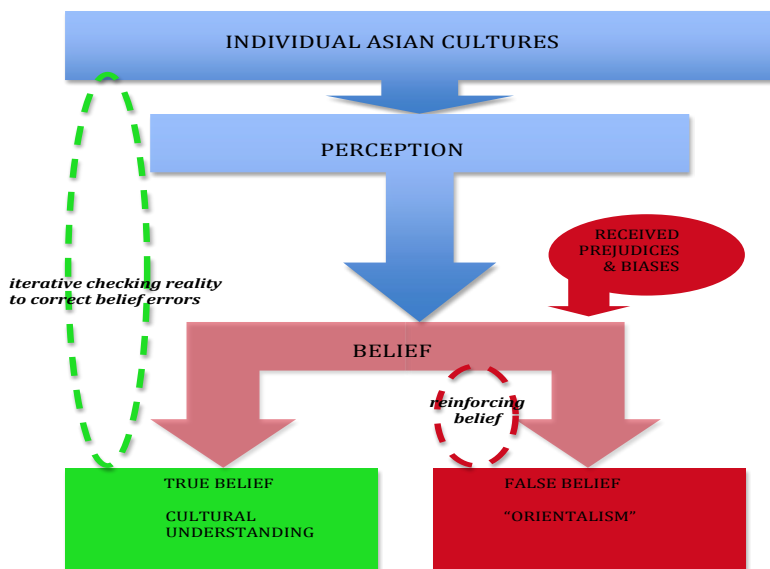 INDIVIDUAL ASIAN CULTURES
PERCEPTION
RECEIVED
PREJUDICES
& BIASES
iterative checking reality
to correct belief errors
BELIEF
reinforcing
belief
TRUE BELIEF
CULTURAL
UNDERSTANDING
FALSE BELIEF
“ORIENTALISM”